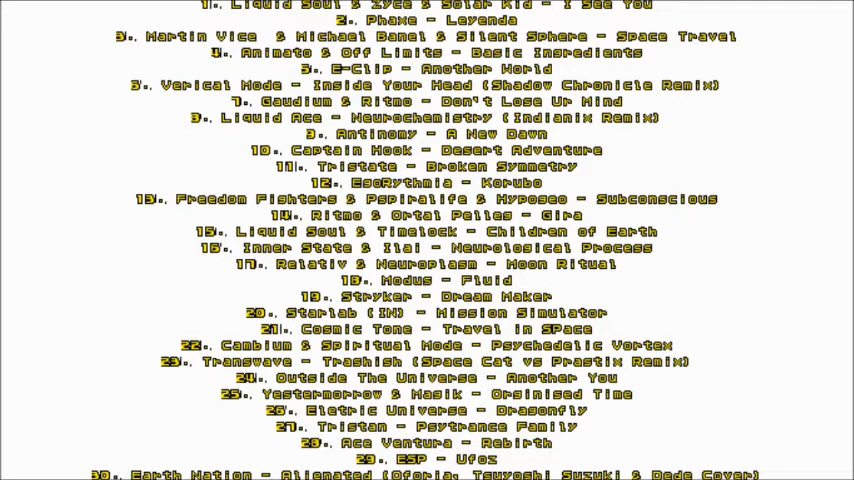 1., Liquid Soul & Zyce & Solar Kid - I See You
2., Phaxe - Leyenda
3., Martin Vice & Michael Banel & Silent Sphere - Space Travel
4., Animato & Off Limits - Basic Ingredients
5., E-Clip - Another World
6., Verical Mode - Inside Your Head (Shadow Chronicle Remix)
7., Gaudium & Ritmo - Don't Lose Ur Mind
8., Liquid Ace - Neurochemistry (Indianix Remix)
9., Antinomy - A New Dawn
10., Captain Hook - Desert Adventure
11., Tristate - Broken Symmetry
12., EgoRythmia - Korubo
13., Freedom Fighters & Pspiralife & Hypogeo - Subconscious
14., Ritmo & Ortal Pelleg - Gira
15., Liquid Soul & Timelock - Children of Earth
16., Inner State & Ilai - Neurological Process
17., Relativ & Neuroplasm - Moon Ritual
18., Modus - Fluid
19., Stryker - Dream Maker
20., Starlab (IN) - Mission Simulator
21., Cosmic Tone - Travel in SPace
22., Cambium & Spiritual Mode - Psychedelic Vortex
23., Transwave - Trashish (Space Cat vs Prastix Remix)
24., Outside The Universe - Another You
25., Yestermorrow & Masik - Orginised Time
26., Eletric Universe - Dragonfly
27., Tristan - Psytrance Family
28., Ace Ventura - Rebirth
29., ESP - Ufoz
30., Earth Nation - Alienated (Oforia, Tsuyoshi Suzuki & Dede Cover)